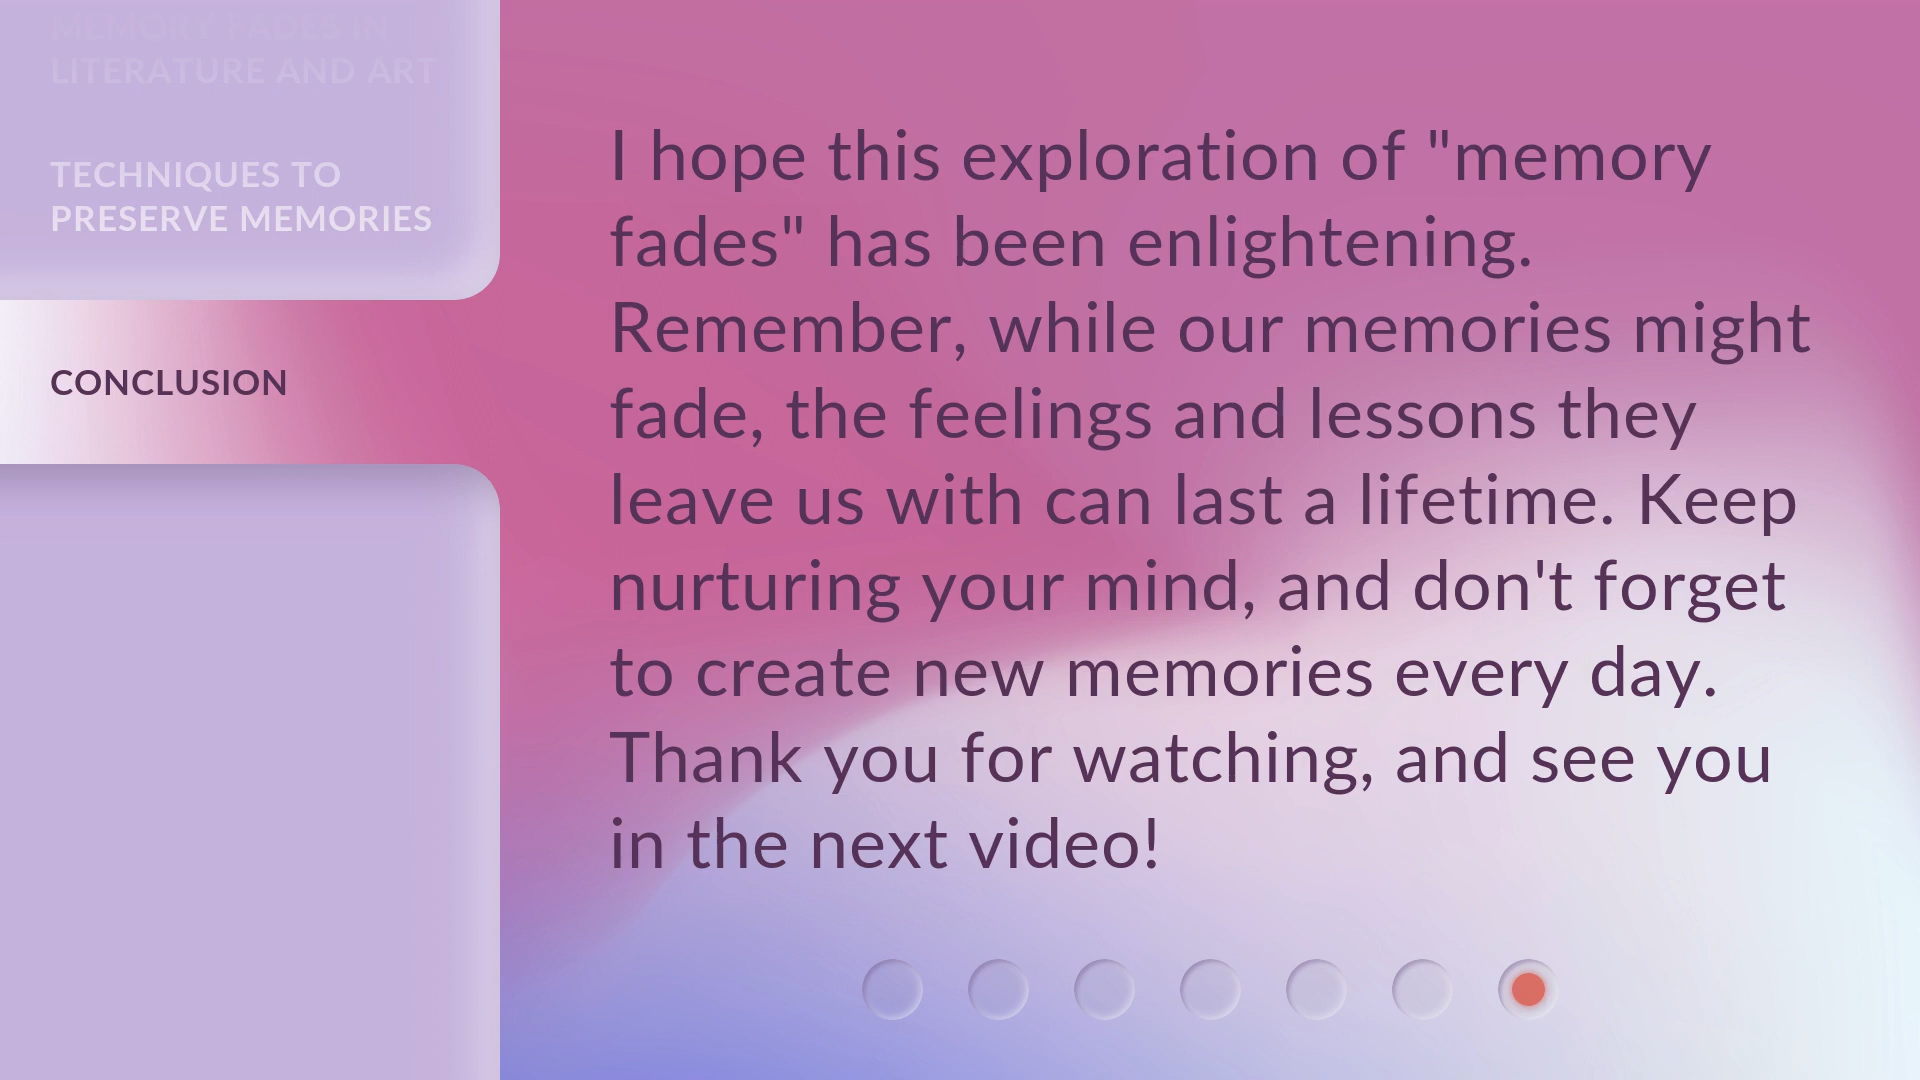 MEMORY FADES IN
LITERATURE AND ART
TECHNIQUES TO
PRESERVE MEMORIES
CONCLUSION
I hope this exploration of "memory
fades" has been enlightening.
Remember, while our memories might
fade, the feelings and lessons they
leave us with can last a lifetime. Keep
nurturing your mind, and don't forget
to create new memories every day.
Thank you for watching, and see you
in the next video!